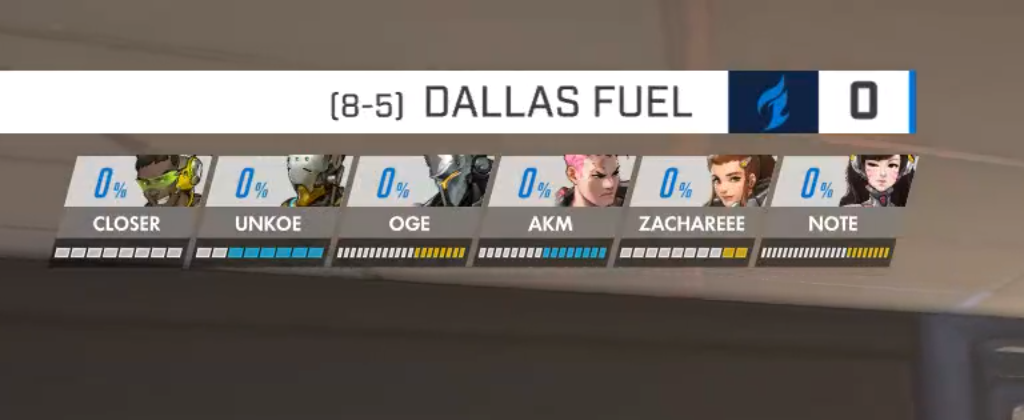 (8-5) DALLAS FUEL 0
0% 0% 0% 0% 0% 0%
CLOSER UNKOE OGE AKM ZACHAREEE NOTE